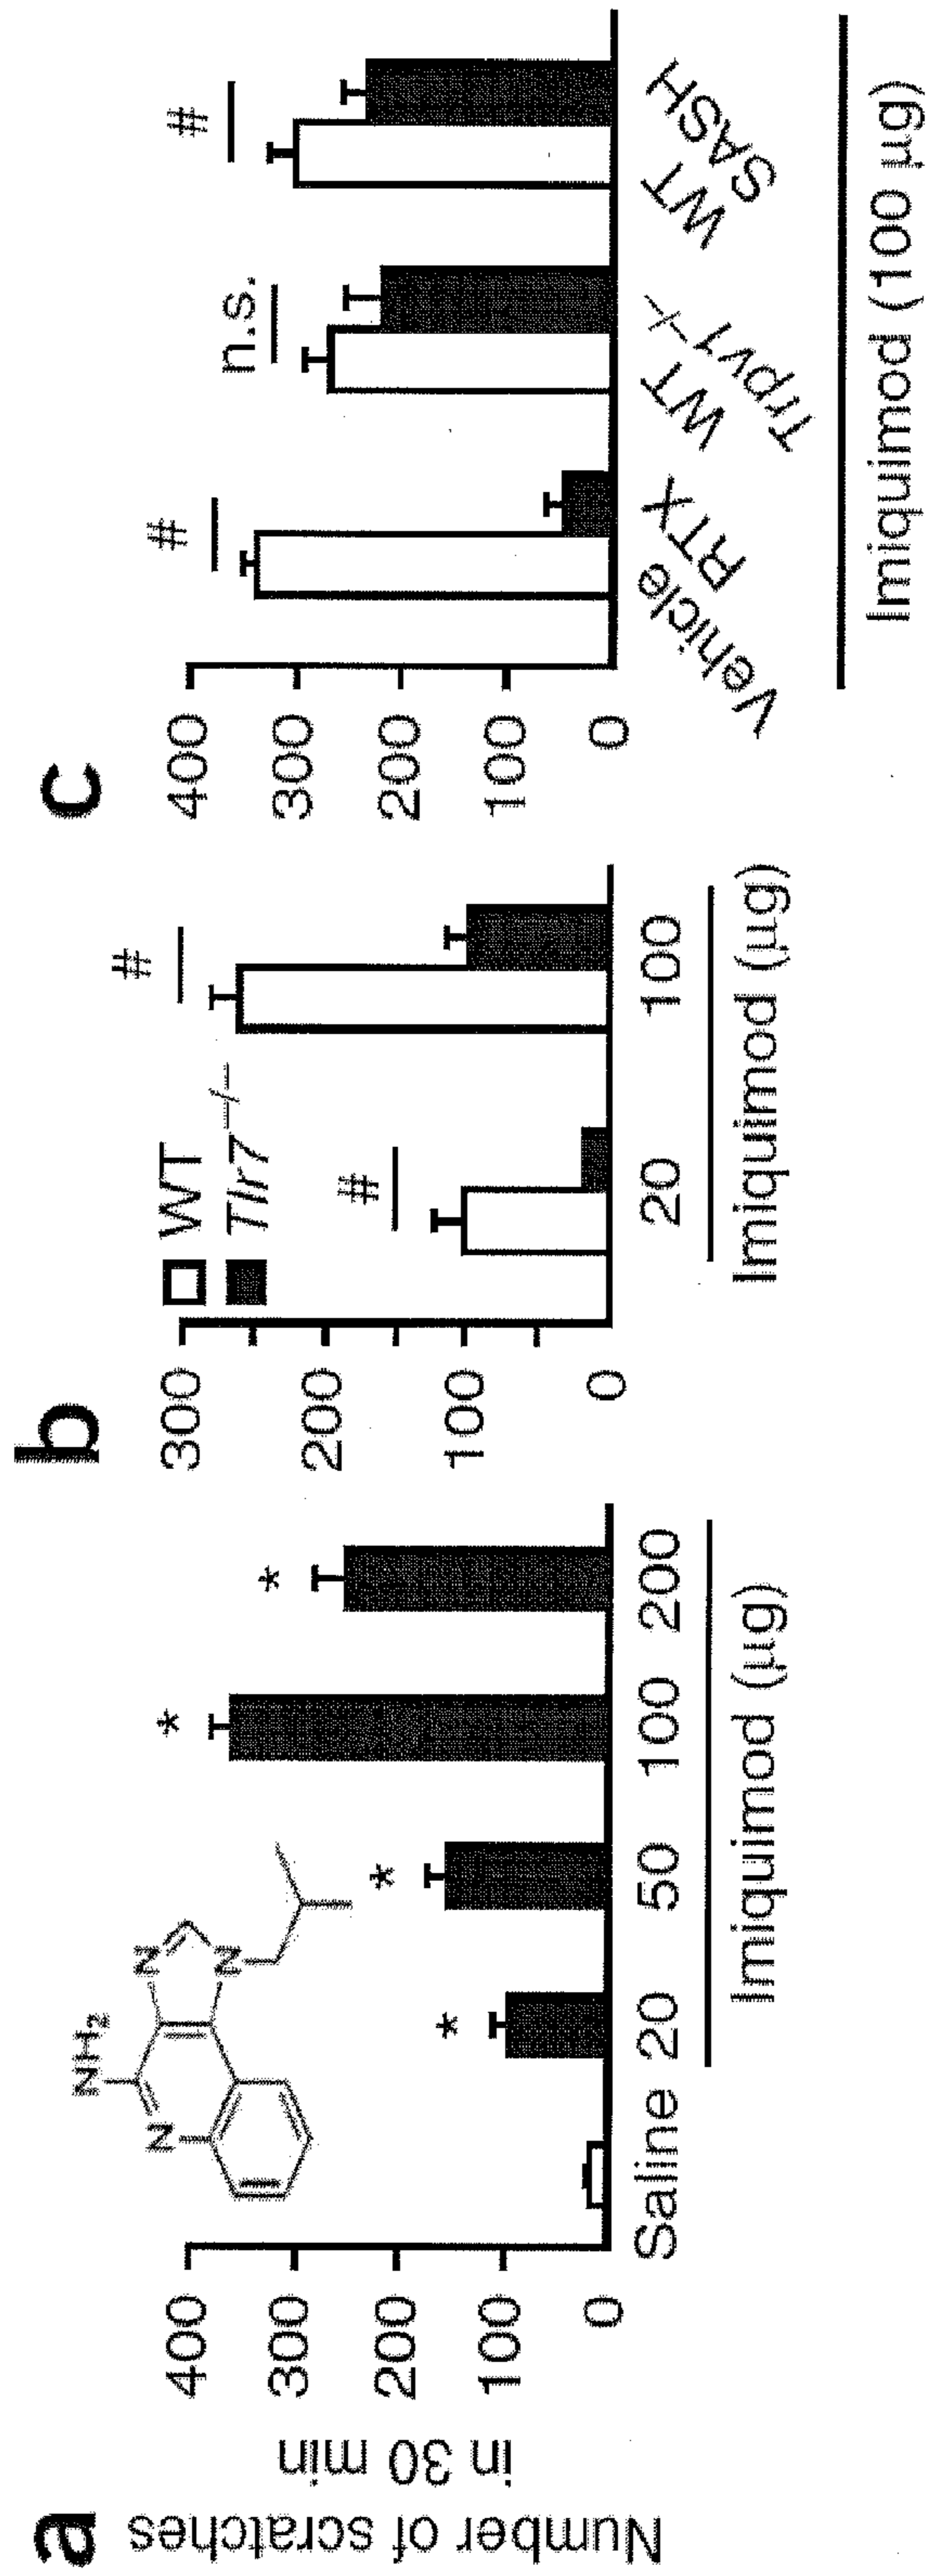 a
Number of scratches
in 30 min
400
300
200
100
0
NH2
N
N
N
*
*
*
*
Saline 20 50 100 200
Imiquimod (µg)
b
300
200
100
0
WT
Tlr7−/−
#
#
20 100
Imiquimod (µg)
c
400
300
200
100
0
#
n.s.
#
Vehicle
RTX
WT
Trpv1−/−
WT
SASH
Imiquimod (100 µg)